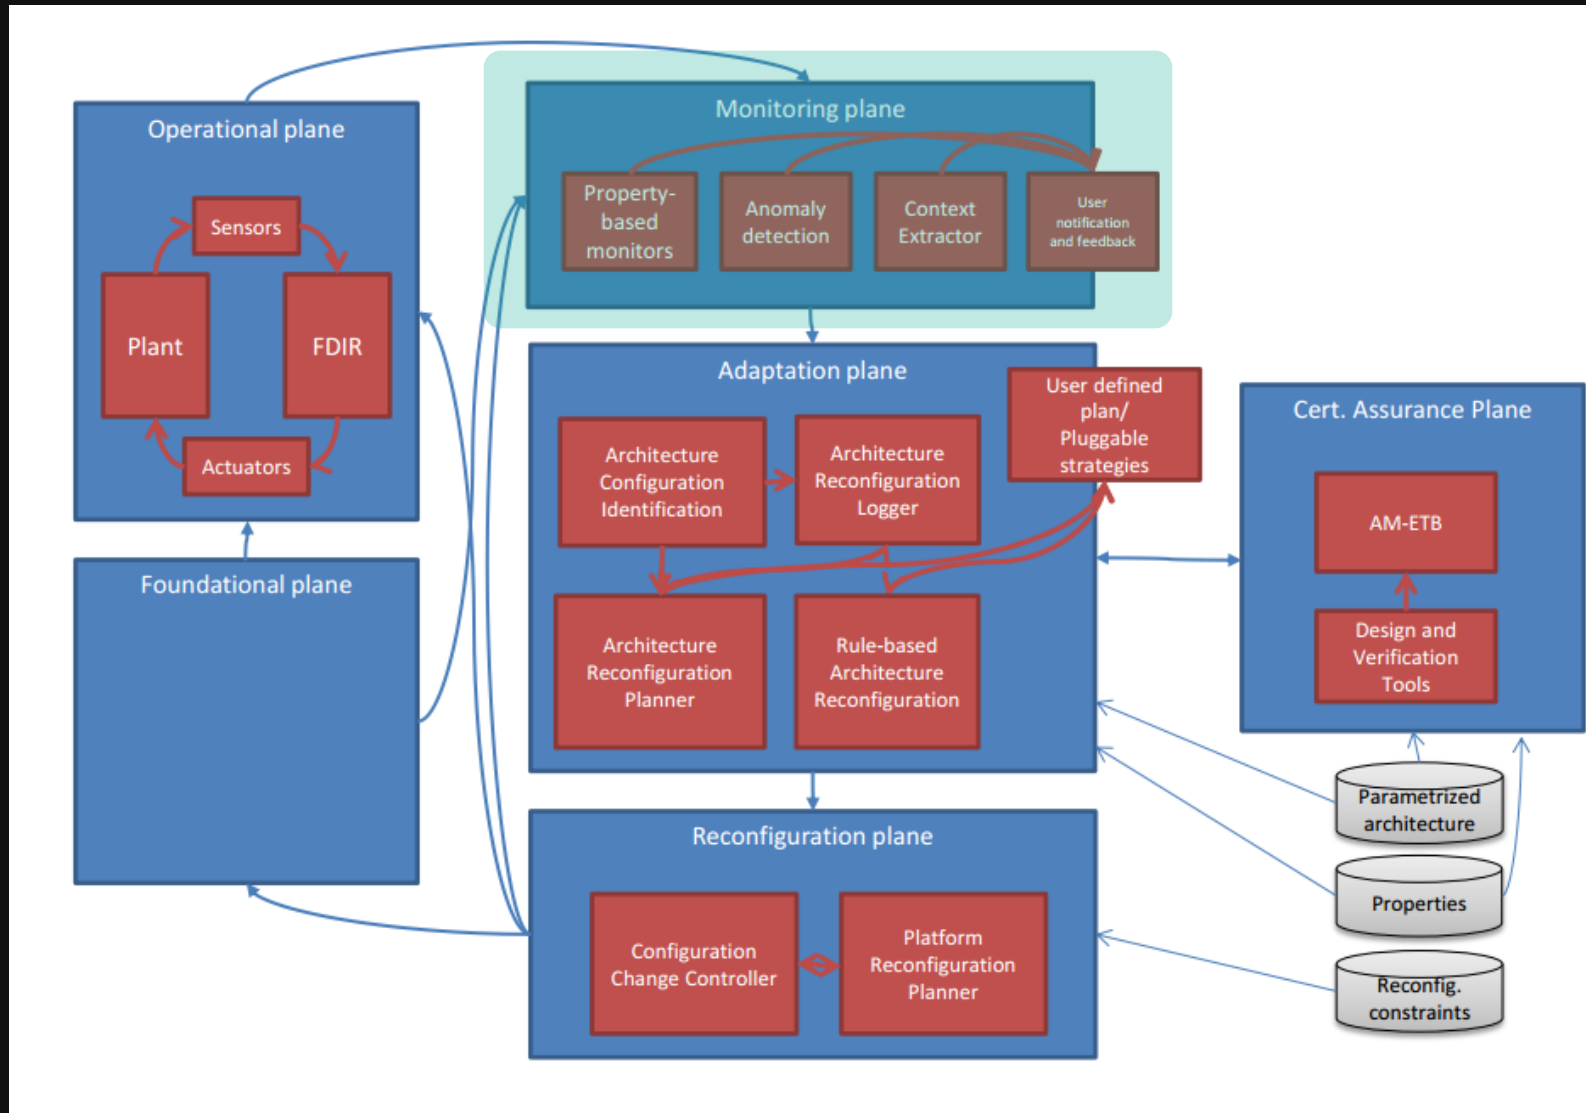 Operational plane
Sensors
Plant
FDIR
Actuators
Foundational plane
Monitoring plane
Property-
based
monitors
Anomaly
detection
Context
Extractor
User
notification
and feedback
Adaptation plane
User defined
plan/
Pluggable
strategies
Architecture
Configuration
Identification
Architecture
Reconfiguration
Logger
Architecture
Reconfiguration
Planner
Rule-based
Architecture
Reconfiguration
Reconfiguration plane
Configuration
Change Controller
Platform
Reconfiguration
Planner
Cert. Assurance Plane
AM-ETB
Design and
Verification
Tools
Parametrized
architecture
Properties
Reconfig.
constraints